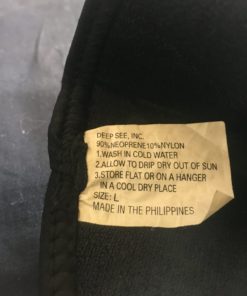 DEEP SEE, INC.
90%NEOPRENE10%NYLON
1.WASH IN COLD WATER
2.ALLOW TO DRIP DRY OUT OF SUN
3.STORE FLAT OR ON A HANGER
IN A COOL DRY PLACE
SIZE: L
MADE IN THE PHILIPPINES